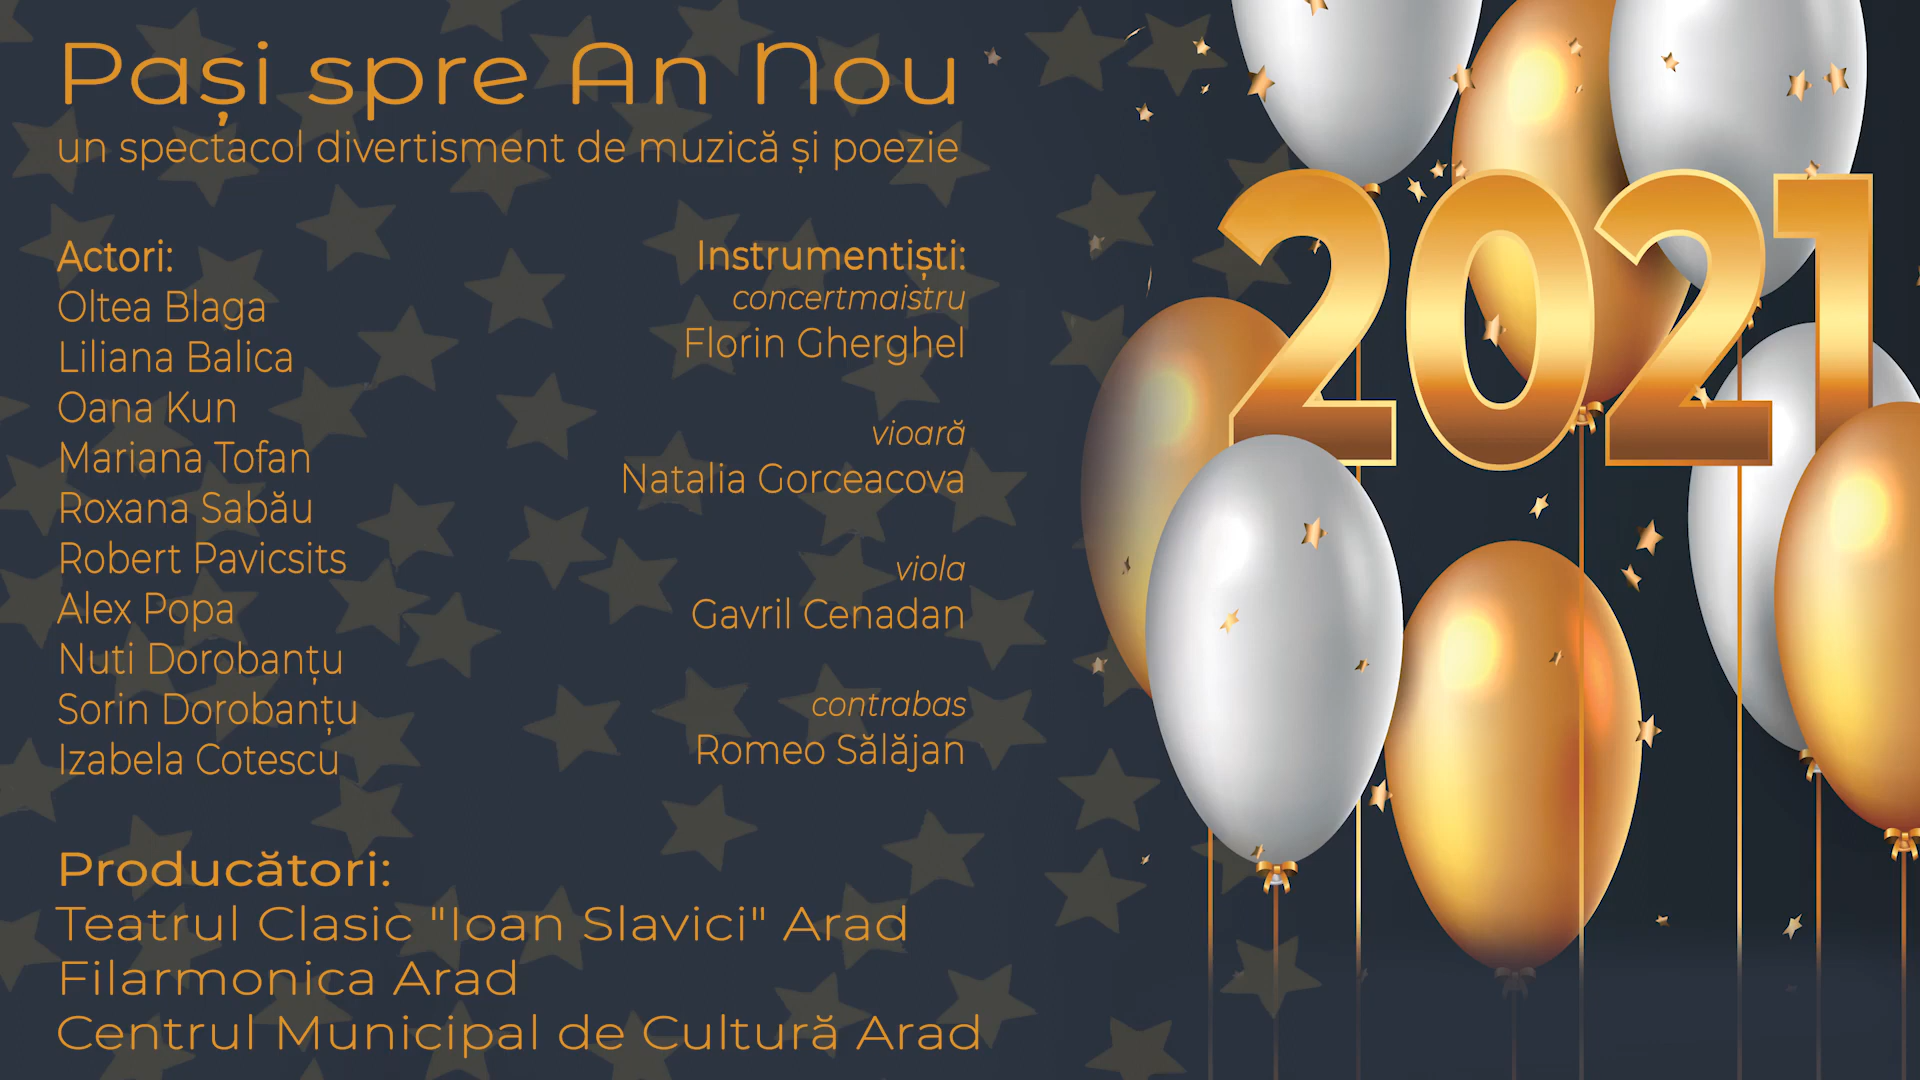 Pași spre An Nou
un spectacol divertisment de muzică și poezie
Actori:
Oltea Blaga
Liliana Balica
Oana Kun
Mariana Tofan
Roxana Sabău
Robert Pavicsits
Alex Popa
Nuti Dorobanțu
Sorin Dorobanțu
Izabela Cotescu
Instrumentiști:
concertmaistru
Florin Gherghel
vioară
Natalia Gorceacova
viola
Gavril Cenadan
contrabas
Romeo Sălăjan
Producători:
Teatrul Clasic "Ioan Slavici" Arad
Filarmonica Arad
Centrul Municipal de Cultură Arad
2021